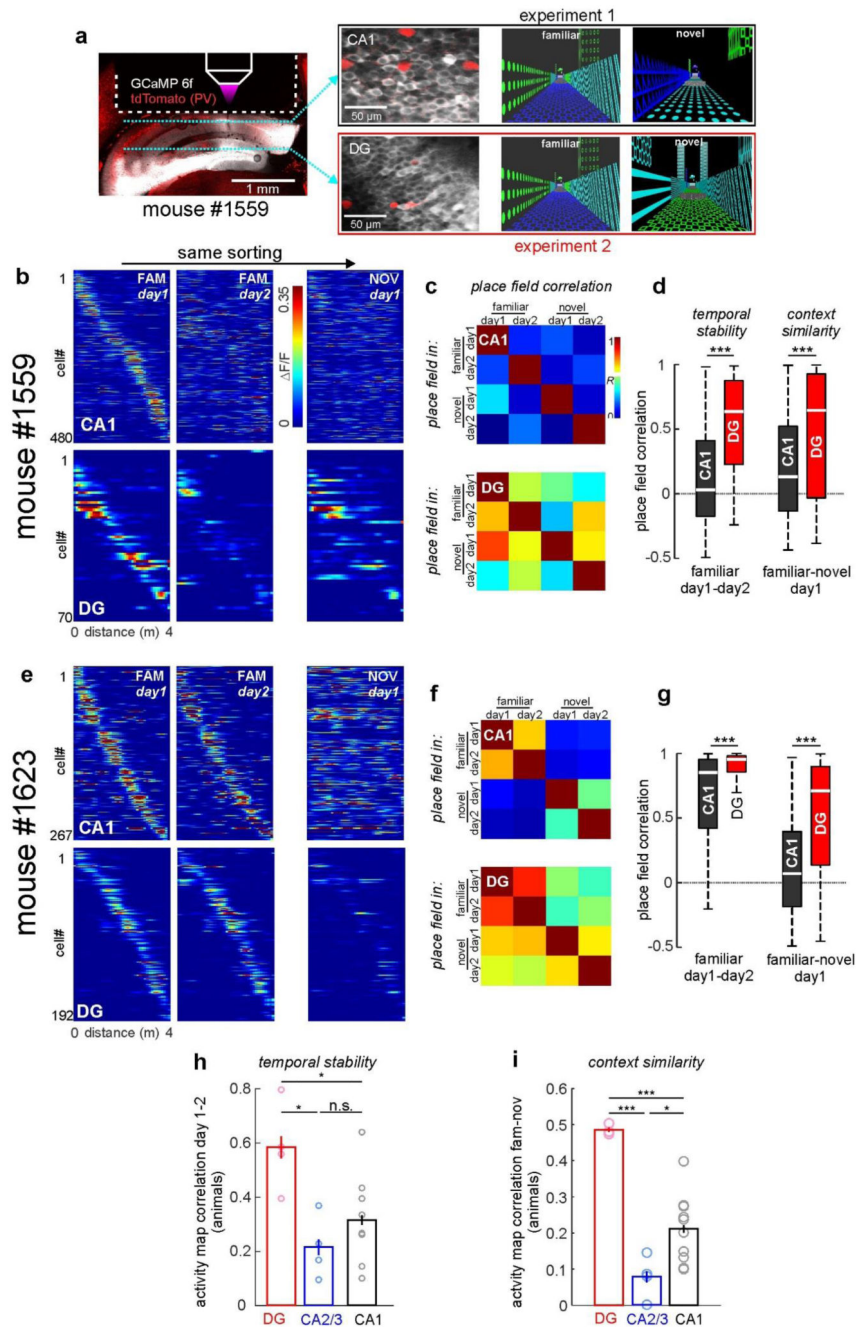 a
experiment 1
GCaMP 6f
tdTomato (PV)
1 mm
mouse #1559
CA1
50 µm
familiar
novel
DG
50 µm
familiar
novel
experiment 2
b
same sorting
mouse #1559
cell#
1
480
CA1
FAM
day1
FAM
day2
0.35
ΔF/F
0
NOV
day1
cell#
1
70
DG
0 distance (m) 4
c
place field correlation
familiar
novel
day1 day2 day1 day2
place field in:
familiar
day1
day2
novel
day1
day2
CA1
1
R
0
place field in:
familiar
day1
day2
novel
day1
day2
DG
d
temporal
stability
context
similarity
***
***
place field correlation
1
0.5
0
-0.5
CA1
DG
CA1
DG
familiar
day1-day2
familiar-novel
day1
e
mouse #1623
cell#
1
267
CA1
FAM
day1
FAM
day2
NOV
day1
cell#
1
192
DG
0 distance (m) 4
f
familiar
novel
day1 day2 day1 day2
place field in:
familiar
day1
day2
novel
day1
day2
CA1
place field in:
familiar
day1
day2
novel
day1
day2
DG
g
***
***
place field correlation
1
0.5
0
-0.5
CA1
DG
CA1
DG
familiar
day1-day2
familiar-novel
day1
h
temporal stability
activity map correlation day 1-2
(animals)
0.8
0.6
0.4
0.2
0
*
*
n.s.
DG
CA2/3
CA1
i
context similarity
actvity map correlation fam-nov
(animals)
0.6
0.5
0.4
0.3
0.2
0.1
0
***
***
*
DG
CA2/3
CA1